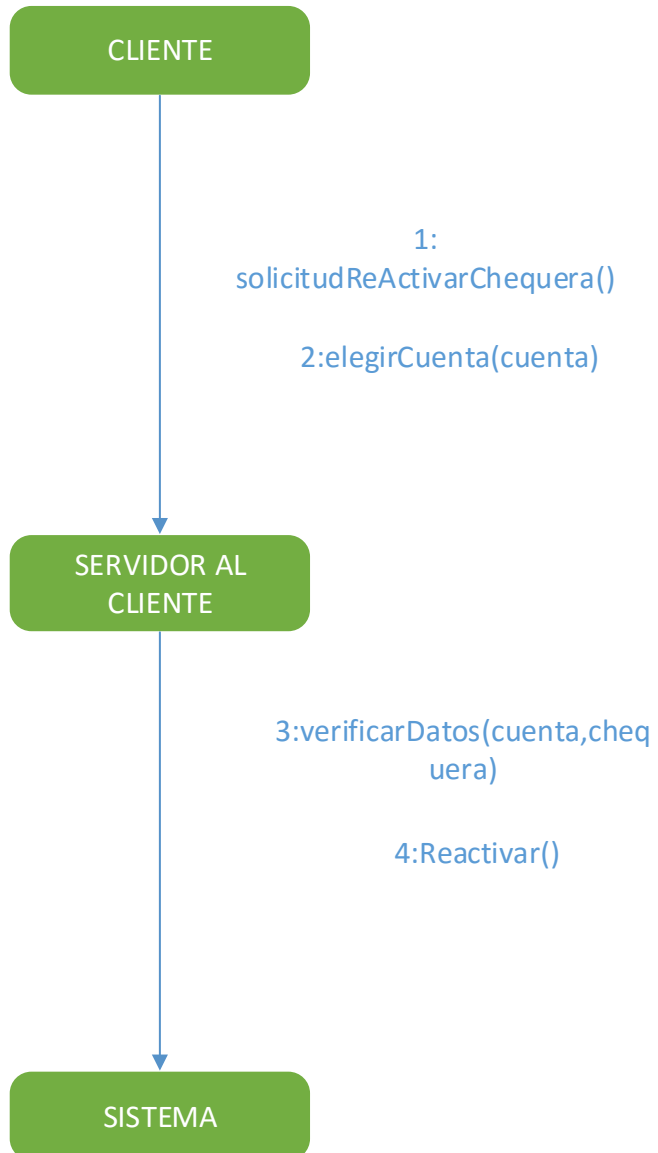 CLIENTE
1:
solicitudReActivarChequera()
2:elegirCuenta(cuenta)
SERVIDOR AL
CLIENTE
3:verificarDatos(cuenta,cheq
uera)
4:Reactivar()
SISTEMA